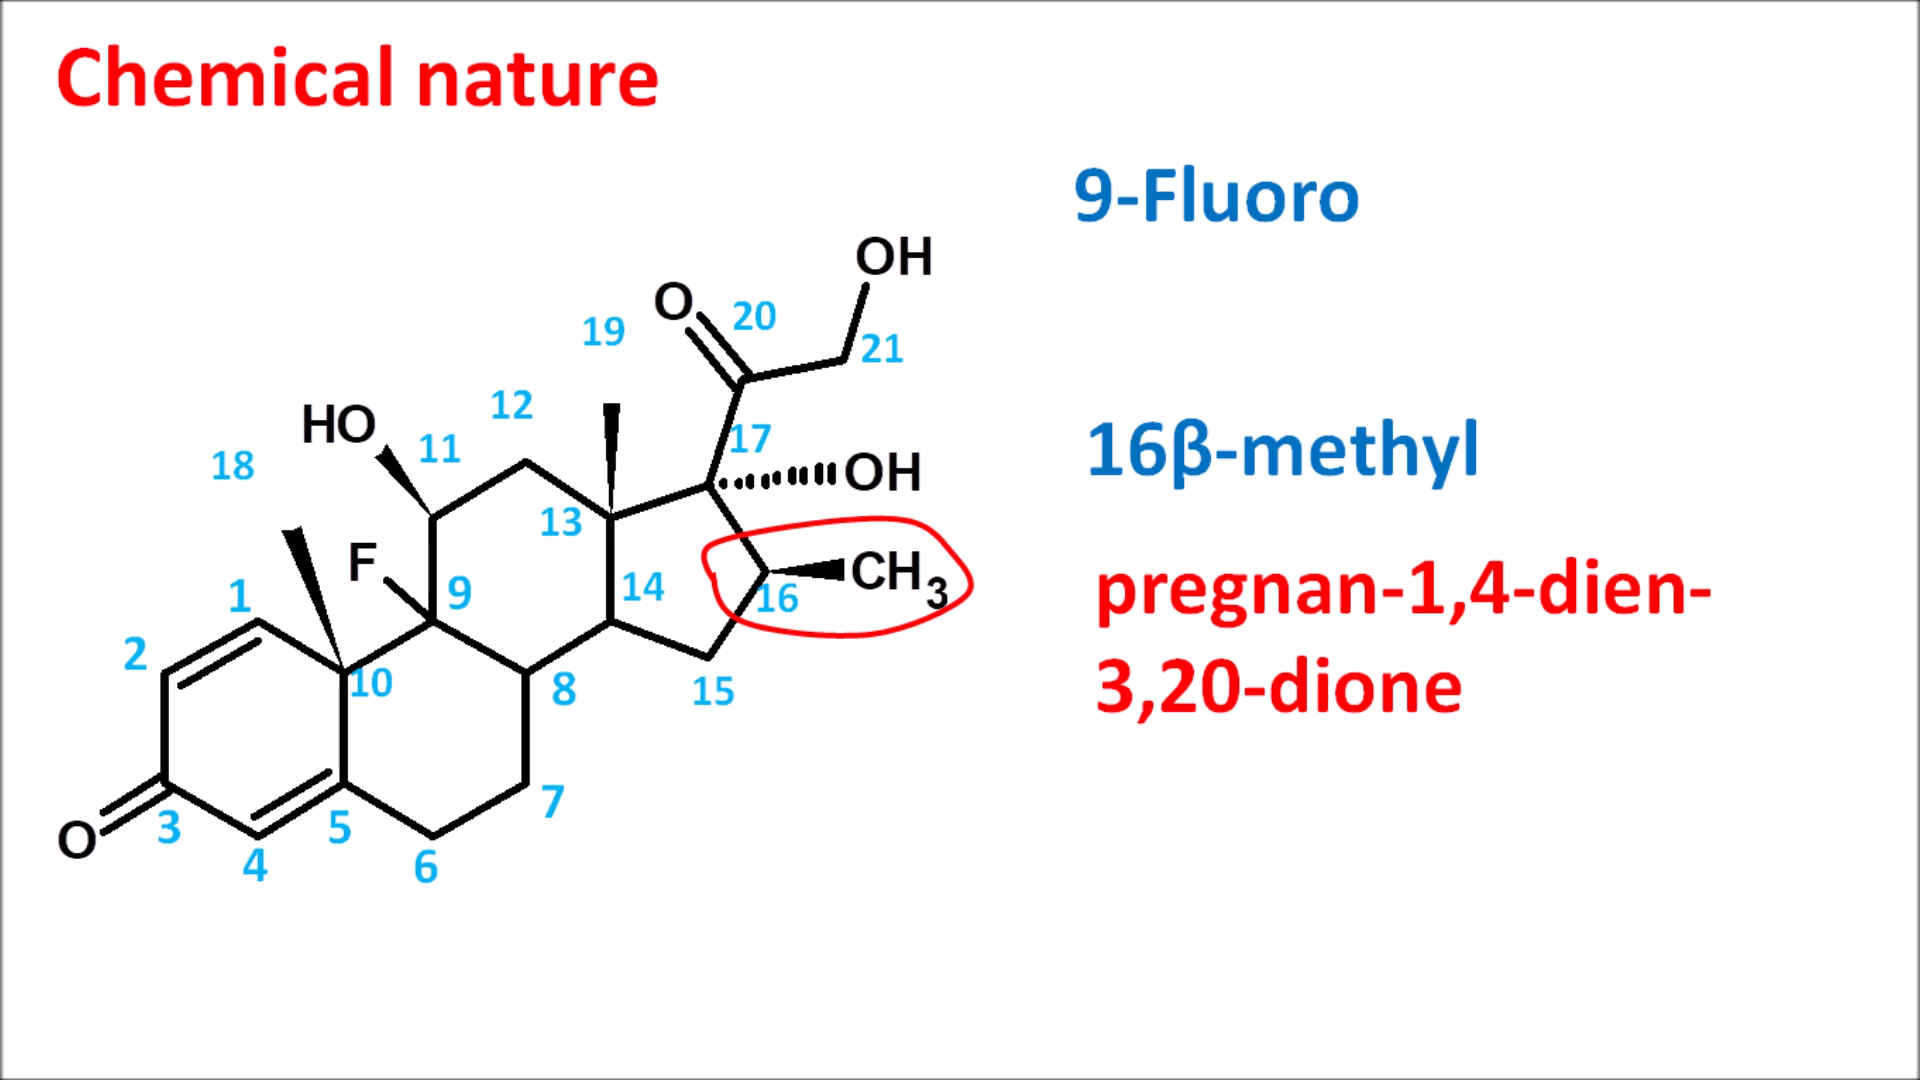 Chemical nature
9-Fluoro
16β-methyl
pregnan-1,4-dien-
3,20-dione
OH
O
20
19
21
12
HO
11
17
18
OH
13
F
9
14
CH3
16
1
2
10
8
15
7
3
5
O
4
6